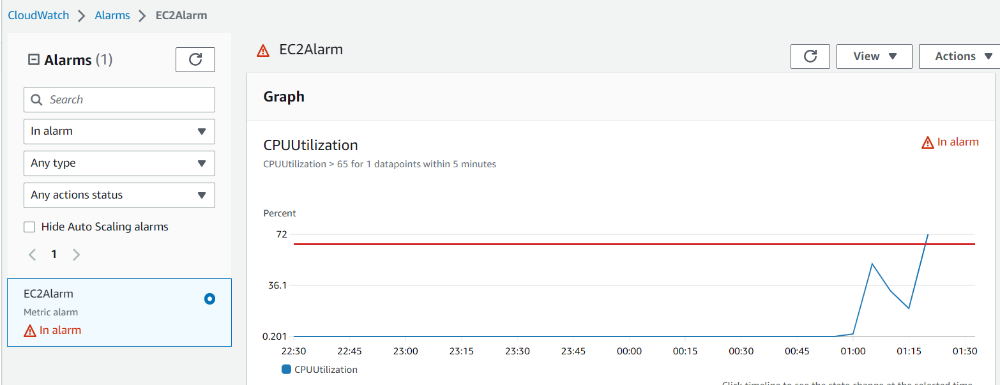 CloudWatch > Alarms > EC2Alarm
Alarms (1)
Search
In alarm
Any type
Any actions status
Hide Auto Scaling alarms
1
EC2Alarm
Metric alarm
In alarm
EC2Alarm
View
Actions
Graph
CPUUtilization
In alarm
CPUUtilization > 65 for 1 datapoints within 5 minutes
Percent
72
36.1
0.201
22:30 22:45 23:00 23:15 23:30 23:45 00:00 00:15 00:30 00:45 01:00 01:15 01:30
CPUUtilization
Click timeline to see the state change at the selected time.